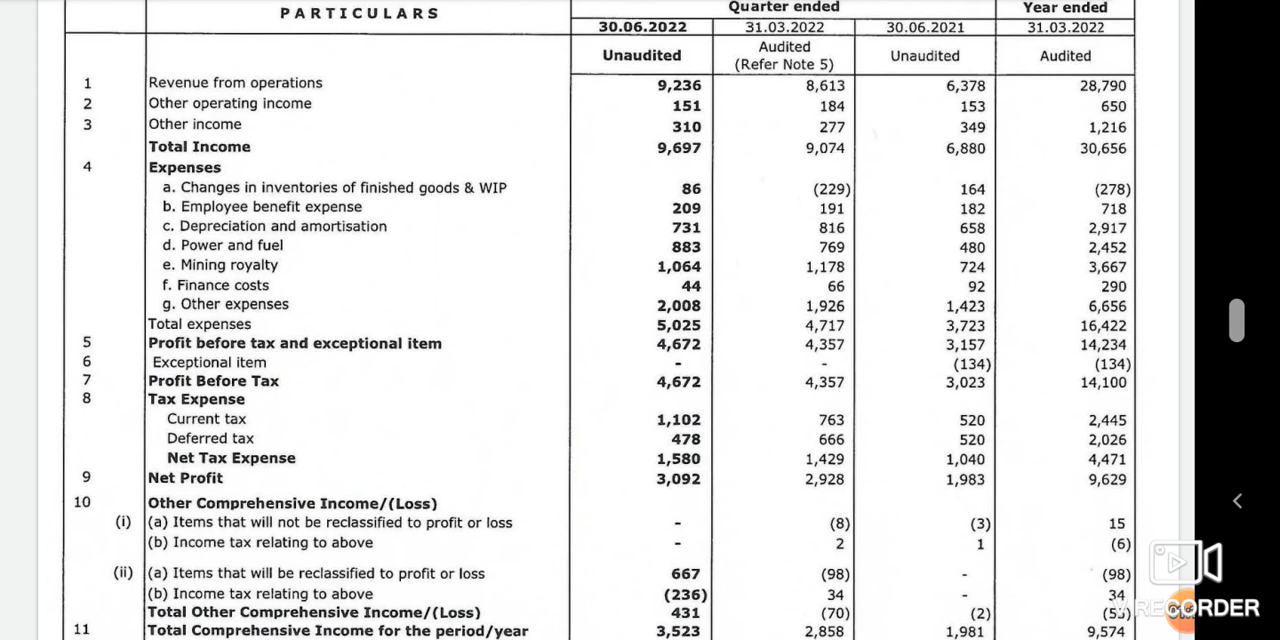 PARTICULARS Quarter ended Year ended
30.06.2022 31.03.2022 30.06.2021 31.03.2022
Unaudited Audited (Refer Note 5) Unaudited Audited
1 Revenue from operations 9,236 8,613 6,378 28,790
2 Other operating income 151 184 153 650
3 Other income 310 277 349 1,216
Total Income 9,697 9,074 6,880 30,656
4 Expenses
a. Changes in inventories of finished goods & WIP 86 (229) 164 (278)
b. Employee benefit expense 209 191 182 718
c. Depreciation and amortisation 731 816 658 2,917
d. Power and fuel 883 769 480 2,452
e. Mining royalty 1,064 1,178 724 3,667
f. Finance costs 44 66 92 290
g. Other expenses 2,008 1,926 1,423 6,656
Total expenses 5,025 4,717 3,723 16,422
5 Profit before tax and exceptional item 4,672 4,357 3,157 14,234
6 Exceptional item - - (134) (134)
7 Profit Before Tax 4,672 4,357 3,023 14,100
8 Tax Expense
Current tax 1,102 763 520 2,445
Deferred tax 478 666 520 2,026
Net Tax Expense 1,580 1,429 1,040 4,471
9 Net Profit 3,092 2,928 1,983 9,629
10 Other Comprehensive Income/(Loss)
(i) (a) Items that will not be reclassified to profit or loss - (8) (3) 15
(b) Income tax relating to above - 2 1 (6)
(ii) (a) Items that will be reclassified to profit or loss 667 (98) - (98)
(b) Income tax relating to above (236) 34 - 34
Total Other Comprehensive Income/(Loss) 431 (70) (2)
11 Total Comprehensive Income for the period/year 3,523 2,858 1,981 9,574
RECORDER